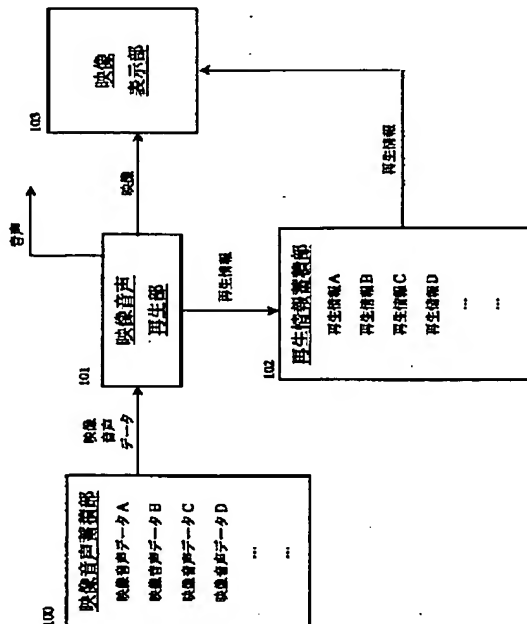 100
映像音声蓄積部
映像音声データA
映像音声データB
映像音声データC
映像音声データD
…
…
映像
音声
データ
101
映像音声
再生部
音声
映像
再生情報
102
再生情報蓄積部
再生情報A
再生情報B
再生情報C
再生情報D
…
…
再生情報
103
映像
表示部